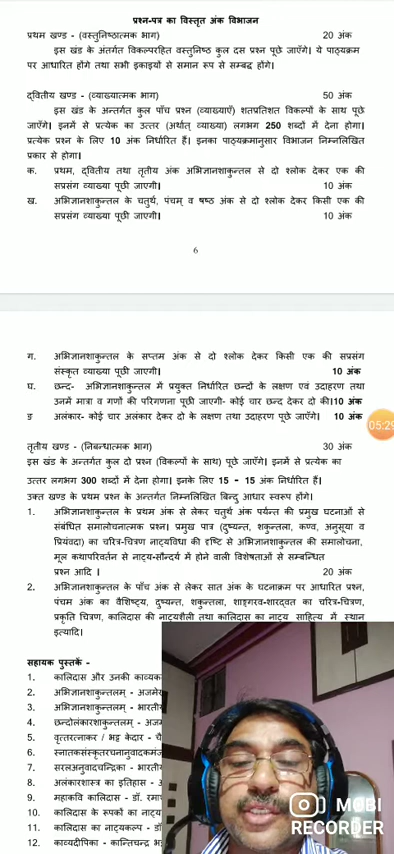 प्रश्न-पत्र का विस्तृत अंक विभाजन
प्रथम खण्ड - (वस्तुनिष्ठात्मक भाग) 20 अंक
इस खंड के अंतर्गत विकल्परहित वस्तुनिष्ठ कुल दस प्रश्न पूछे जाएँगे। ये पाठ्यक्रम
पर आधारित होंगे तथा सभी इकाइयों से समान रूप से सम्बद्ध होंगे।
द्वितीय खण्ड - (व्याख्यात्मक भाग) 50 अंक
इस खण्ड के अन्तर्गत कुल पाँच प्रश्न (व्याख्याएँ) शतप्रतिशत विकल्पों के साथ पूछे
जाएँगे। इनमें से प्रत्येक का उत्तर (अर्थात् व्याख्या) लगभग 250 शब्दों में देना होगा।
प्रत्येक प्रश्न के लिए 10 अंक निर्धारित हैं। इनका पाठ्यक्रमानुसार विभाजन निम्नलिखित
प्रकार से होगा।
क. प्रथम, द्वितीय तथा तृतीय अंक अभिज्ञानशाकुन्तल से दो श्लोक देकर एक की
सप्रसंग व्याख्या पूछी जाएगी। 10 अंक
ख. अभिज्ञानशाकुन्तल के चतुर्थ, पंचम् व षष्ठ अंक से दो श्लोक देकर किसी एक की
सप्रसंग व्याख्या पूछी जाएगी। 10 अंक
6
ग. अभिज्ञानशाकुन्तल के सप्तम अंक से दो श्लोक देकर किसी एक की सप्रसंग
संस्कृत व्याख्या पूछी जाएगी। 10 अंक
घ. छन्द- अभिज्ञानशाकुन्तल में प्रयुक्त निर्धारित छन्दों के लक्षण एवं उदाहरण तथा
उनमें मात्रा व गणों की परिगणना पूछी जाएगी- कोई चार छन्द देकर दो की।10 अंक
ङ अलंकार- कोई चार अलंकार देकर दो के लक्षण तथा उदाहरण पूछे जाएँगे। 10 अंक
05:29
तृतीय खण्ड - (निबन्धात्मक भाग) 30 अंक
इस खंड के अन्तर्गत कुल दो प्रश्न (विकल्पों के साथ) पूछे जाएँगे। इनमें से प्रत्येक का
उत्तर लगभग 300 शब्दों में देना होगा। इनके लिए 15 - 15 अंक निर्धारित हैं।
उक्त खण्ड के प्रथम प्रश्न के अन्तर्गत निम्नलिखित बिन्दु आधार स्वरूप होंगे।
1. अभिज्ञानशाकुन्तल के प्रथम अंक से लेकर चतुर्थ अंक पर्यन्त की प्रमुख घटनाओं से
संबंधित समालोचनात्मक प्रश्न। प्रमुख पात्र (दुष्यन्त, शकुन्तला, कण्व, अनुसूया व
प्रियंवदा) का चरित्र-चित्रण नाट्यविधा की दृष्टि से अभिज्ञानशाकुन्तल की समालोचना,
मूल कथापरिवर्तन से नाट्य-सौन्दर्य में होने वाली विशेषताओं से सम्बन्धित
प्रश्न आदि । 20 अंक
2. अभिज्ञानशाकुन्तल के पाँच अंक से लेकर सात अंक के घटनाक्रम पर आधारित प्रश्न,
पंचम अंक का वैशिष्ट्य, दुष्यन्त, शकुन्तला, शाङ्गरव-शारद्वत का चरित्र-चित्रण,
प्रकृति चित्रण, कालिदास की नाट्यशैली तथा कालिदास का नाट्य साहित्य में स्थान
इत्यादि।
सहायक पुस्तकें -
1. कालिदास और उनकी काव्यक
2. अभिज्ञानशाकुन्तलम् - अजमे
3. अभिज्ञानशाकुन्तलम् - भारती
4. छन्दोलंकारशाकुन्तलम् - अज
5. वृत्तरत्नाकर / भट्ट केदार - चै
6. स्नातकसंस्कृतरचनानुवादकम
7. सरलअनुवादचन्द्रिका - भारती
8. अलंकारशास्त्र का इतिहास -
9. महाकवि कालिदास - डॉ. रमा
10. कालिदास के रूपकों का नाट्य
11. कालिदास का नाट्यकल्प - डॉ
12. काव्यदीपिका - कान्तिचन्द्र भ
MOBI
RECORDER